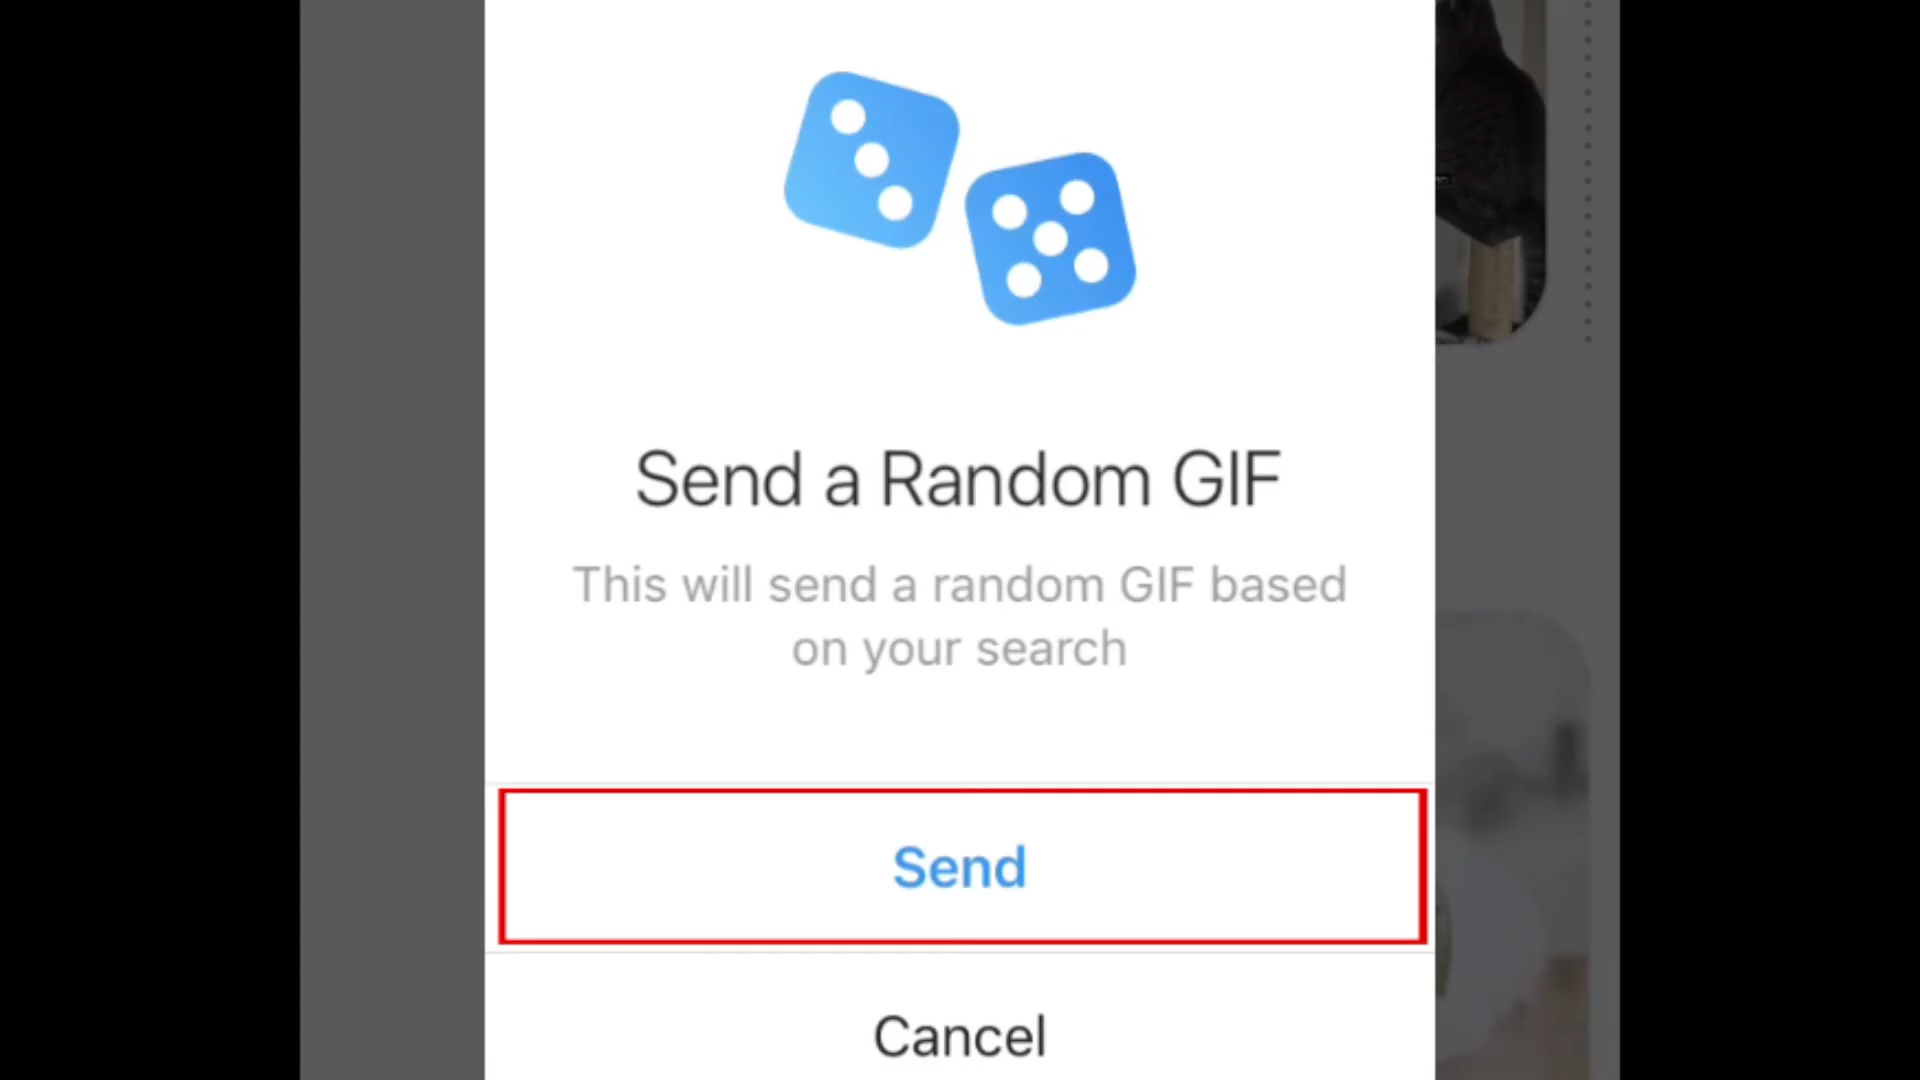 Send a Random GIF
This will send a random GIF based
on your search
Send
Cancel